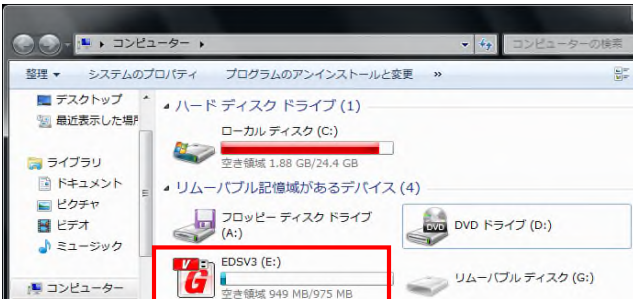 コンピューター
コンピューターの検索
整理 システムのプロパティ プログラムのアンインストールと変更 »
デスクトップ
最近表示した場所
ライブラリ
ドキュメント
ピクチャ
ビデオ
ミュージック
コンピューター
ハード ディスク ドライブ (1)
ローカル ディスク (C:)
空き領域 1.88 GB/24.4 GB
リムーバブル記憶域があるデバイス (4)
フロッピー ディスク ドライブ
(A:)
DVD
DVD ドライブ (D:)
V
G
EDSV3 (E:)
空き領域 949 MB/975 MB
リムーバブル ディスク (G:)